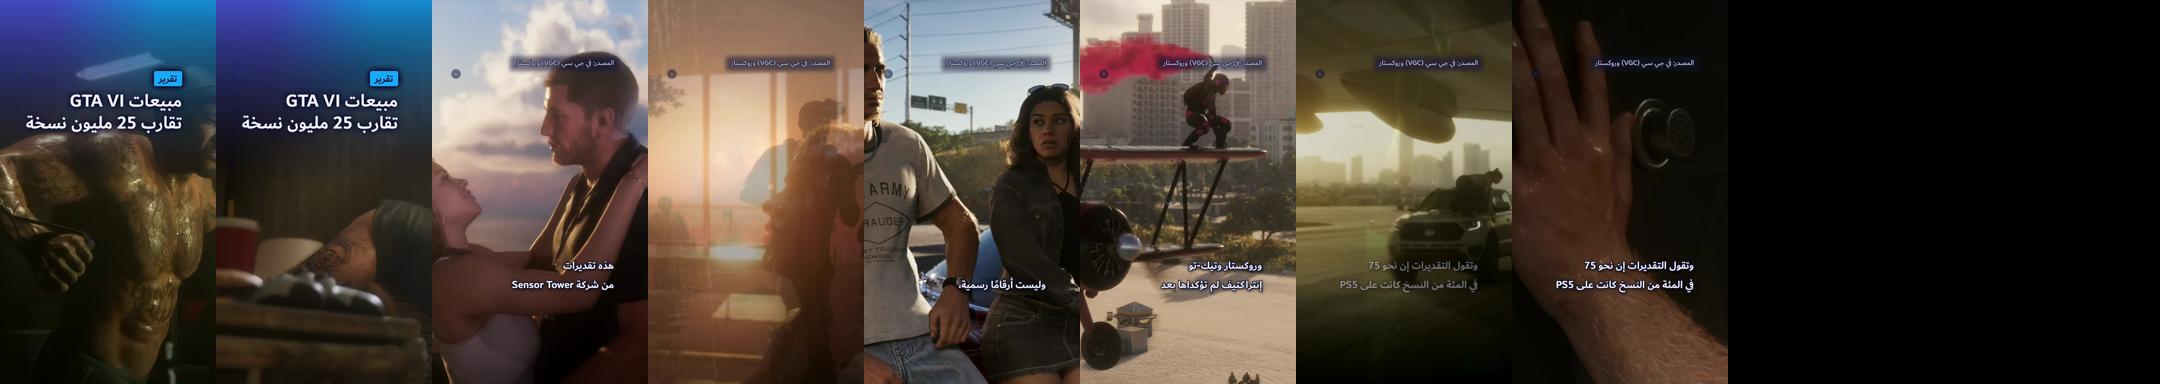 تقرير
مبيعات GTA VI
تقارب 25 مليون نسخة
تقرير
مبيعات GTA VI
تقارب 25 مليون نسخة
المصدر: في جي سي (VGC) وروكستار
هذه تقديرات
من شركة Sensor Tower
المصدر: في جي سي (VGC) وروكستار
المصدر: في جي سي (VGC) وروكستار
ARMY
MARAUDER
SCHOOL
وليست أرقامًا رسمية،
المصدر: في جي سي (VGC) وروكستار
وروكستار وتيك-تو
إنتراكتيف لم تؤكداها بعد
المصدر: في جي سي (VGC) وروكستار
وتقول التقديرات إن نحو 75
في المئة من النسخ كانت على PS5
المصدر: في جي سي (VGC) وروكستار
وتقول التقديرات إن نحو 75
في المئة من النسخ كانت على PS5